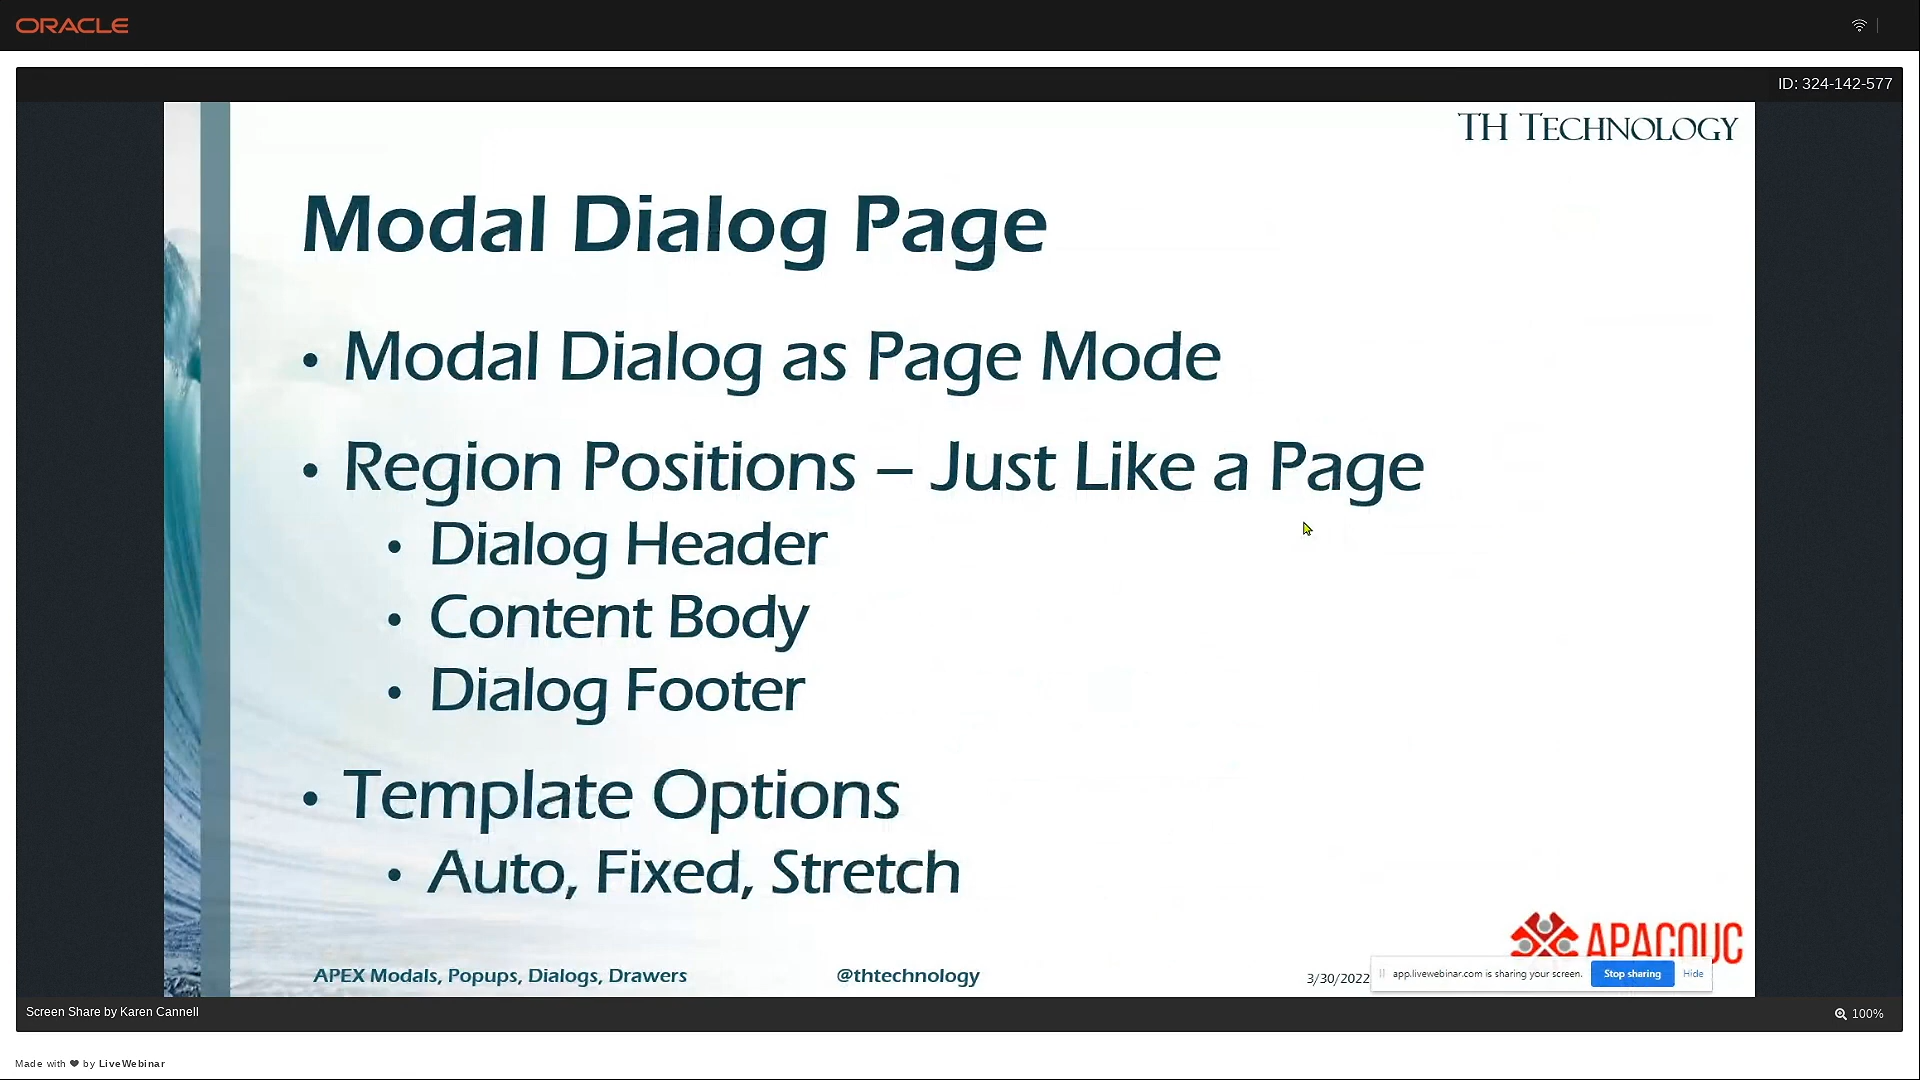 ORACLE
ID: 324-142-577
TH TECHNOLOGY
Modal Dialog Page
• Modal Dialog as Page Mode
• Region Positions – Just Like a Page
• Dialog Header
• Content Body
• Dialog Footer
• Template Options
• Auto, Fixed, Stretch
APACOUC
APEX Modals, Popups, Dialogs, Drawers
@thtechnology
3/30/2022
app.livewebinar.com is sharing your screen.
Stop sharing
Hide
Screen Share by Karen Cannell
100%
Made with ❤ by LiveWebinar